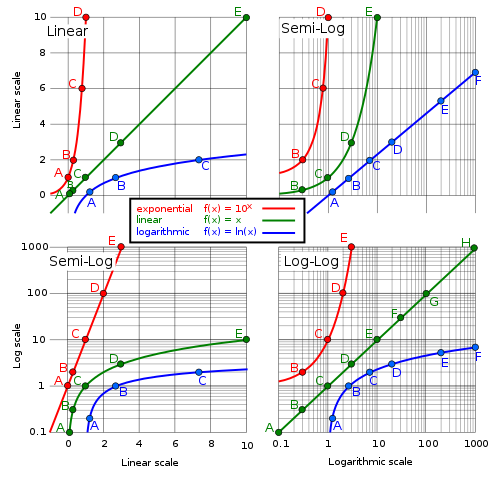 Linear
Semi-Log
10
8
6
4
2
0
Linear scale
D
E
C
B
A
A
B
C
D
A
B
C
D
E
C
B
D
C
B
A
B
C
D
E
F
exponential f(x) = 10ˣ
linear f(x) = x
logarithmic f(x) = ln(x)
Semi-Log
Log-Log
1000
100
10
1
0.1
Log scale
E
D
C
B
A
A
B
C
D
E
A
B
C
0
2
4
6
8
10
Linear scale
E
D
C
B
A
B
C
D
E
F
G
H
A
B
C
D
E
F
0.1
1
10
100
1000
Logarithmic scale